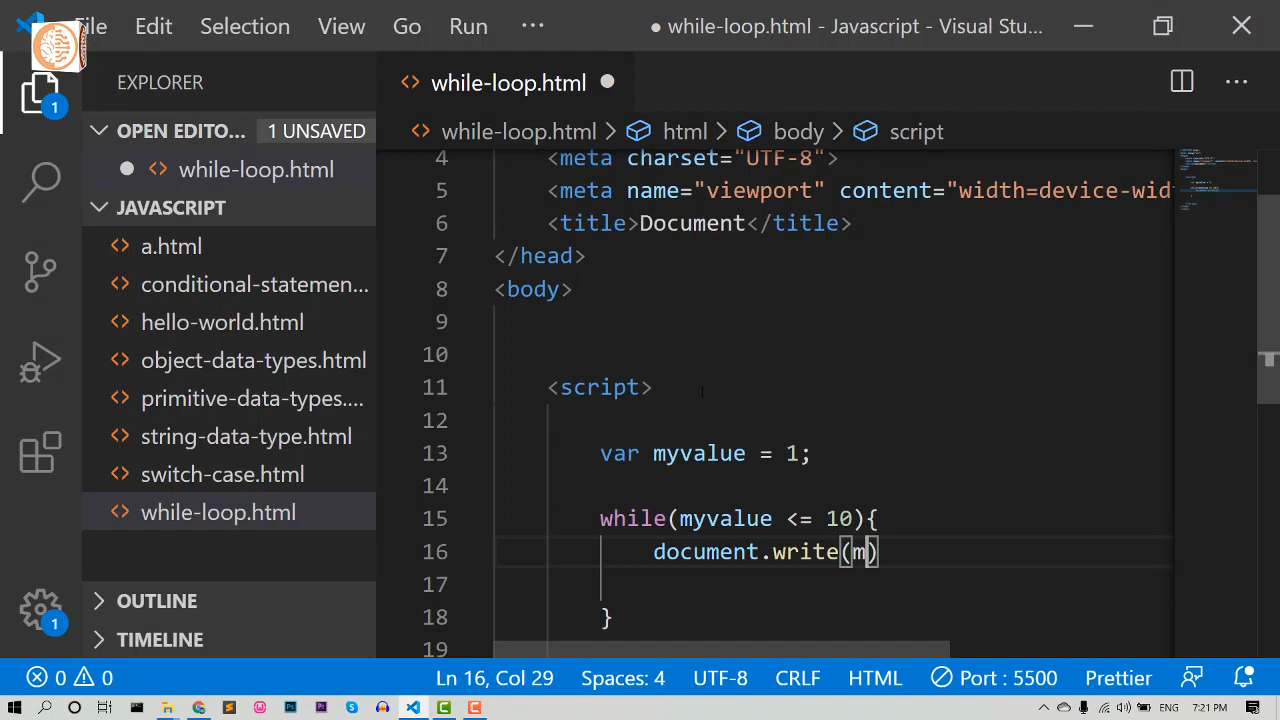 File Edit Selection View Go Run ··· ● while-loop.html - Javascript - Visual Stu...
EXPLORER
1
OPEN EDITO... 1 UNSAVED
while-loop.html
JAVASCRIPT
a.html
conditional-statemen...
hello-world.html
object-data-types.html
primitive-data-types....
string-data-type.html
switch-case.html
while-loop.html
OUTLINE
1
TIMELINE
while-loop.html
while-loop.html > html > body > script
4 <meta charset="UTF-8">
5 <meta name="viewport" content="width=device-wid
6 <title>Document</title>
7 </head>
8 <body>
9
10
11 <script>
12
13 var myvalue = 1;
14
15 while(myvalue <= 10){
16 document.write(m)
17
18 }
19
0 0 Ln 16, Col 29 Spaces: 4 UTF-8 CRLF HTML Port : 5500 Prettier
ENG 7:21 PM